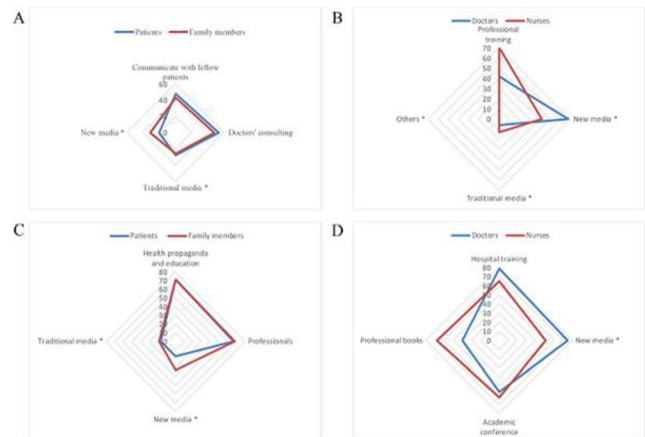 A
Patients Family members
Communicate with fellow
patients
60
40
20
0
New media *
Doctors' consulting
Traditional media *
B
Doctors Nurses
Professional
training
70
60
50
40
30
20
10
0
Others *
New media *
Traditional media *
C
Patients Family members
Health propaganda
and education
80
70
60
50
40
30
20
10
0
Traditional media *
Professionals
New media *
D
Doctors Nurses
Hospital training
80
70
60
50
40
30
20
10
0
Professional books
New media *
Academic
conference